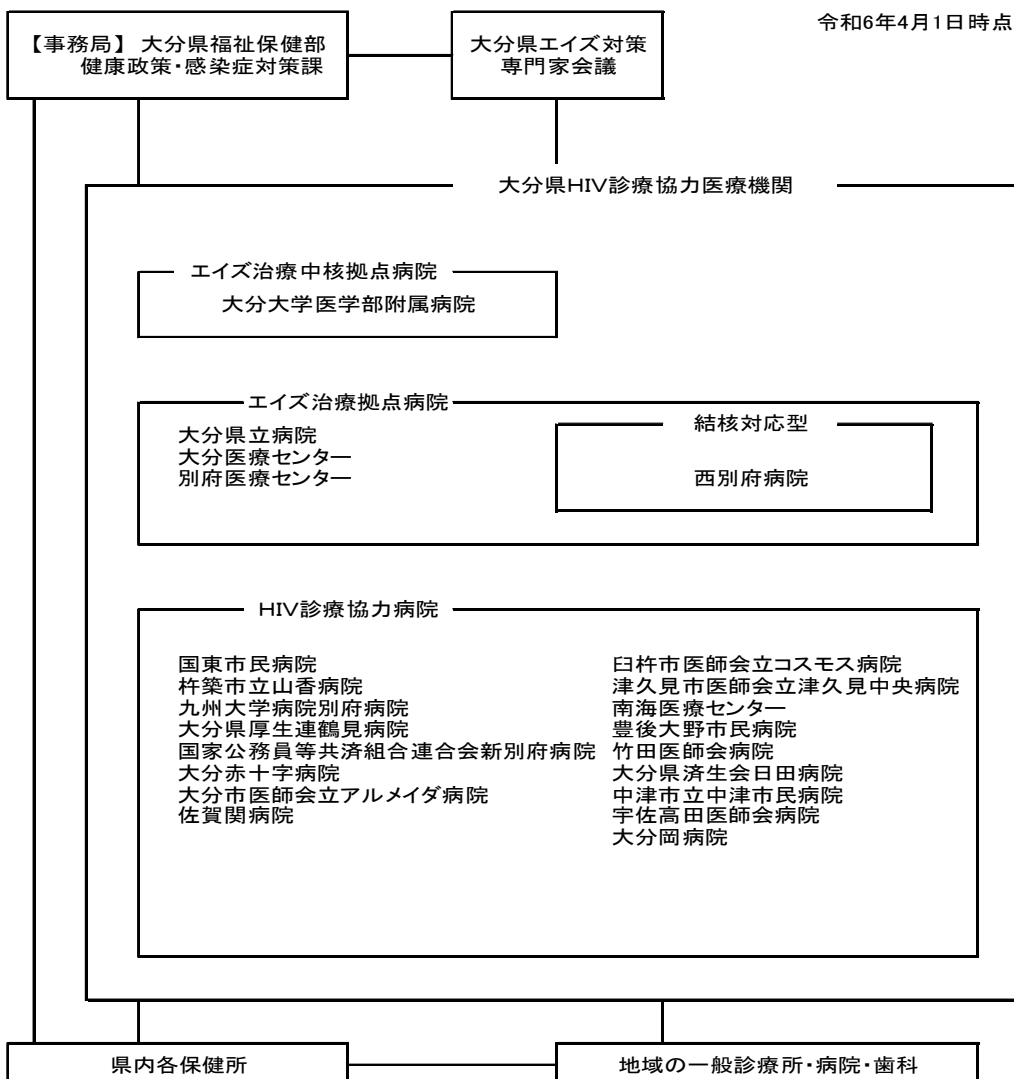 令和6年4月1日時点
【事務局】 大分県福祉保健部
健康政策・感染症対策課
大分県エイズ対策
専門家会議
大分県HIV診療協力医療機関
エイズ治療中核拠点病院
大分大学医学部附属病院
エイズ治療拠点病院
大分県立病院
大分医療センター
別府医療センター
結核対応型
西別府病院
HIV診療協力病院
国東市民病院
杵築市立山香病院
九州大学病院別府病院
大分県厚生連鶴見病院
国家公務員等共済組合連合会新別府病院
大分赤十字病院
大分市医師会立アルメイダ病院
佐賀関病院
臼杵市医師会立コスモス病院
津久見市医師会立津久見中央病院
南海医療センター
豊後大野市民病院
竹田医師会病院
大分県済生会日田病院
中津市立中津市民病院
宇佐高田医師会病院
大分岡病院
県内各保健所
地域の一般診療所・病院・歯科